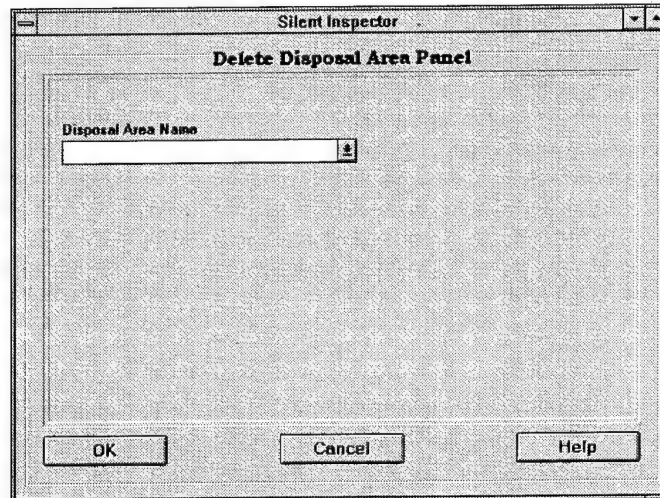 Silent Inspector
Delete Disposal Area Panel
Disposal Area Name
OK
Cancel
Help